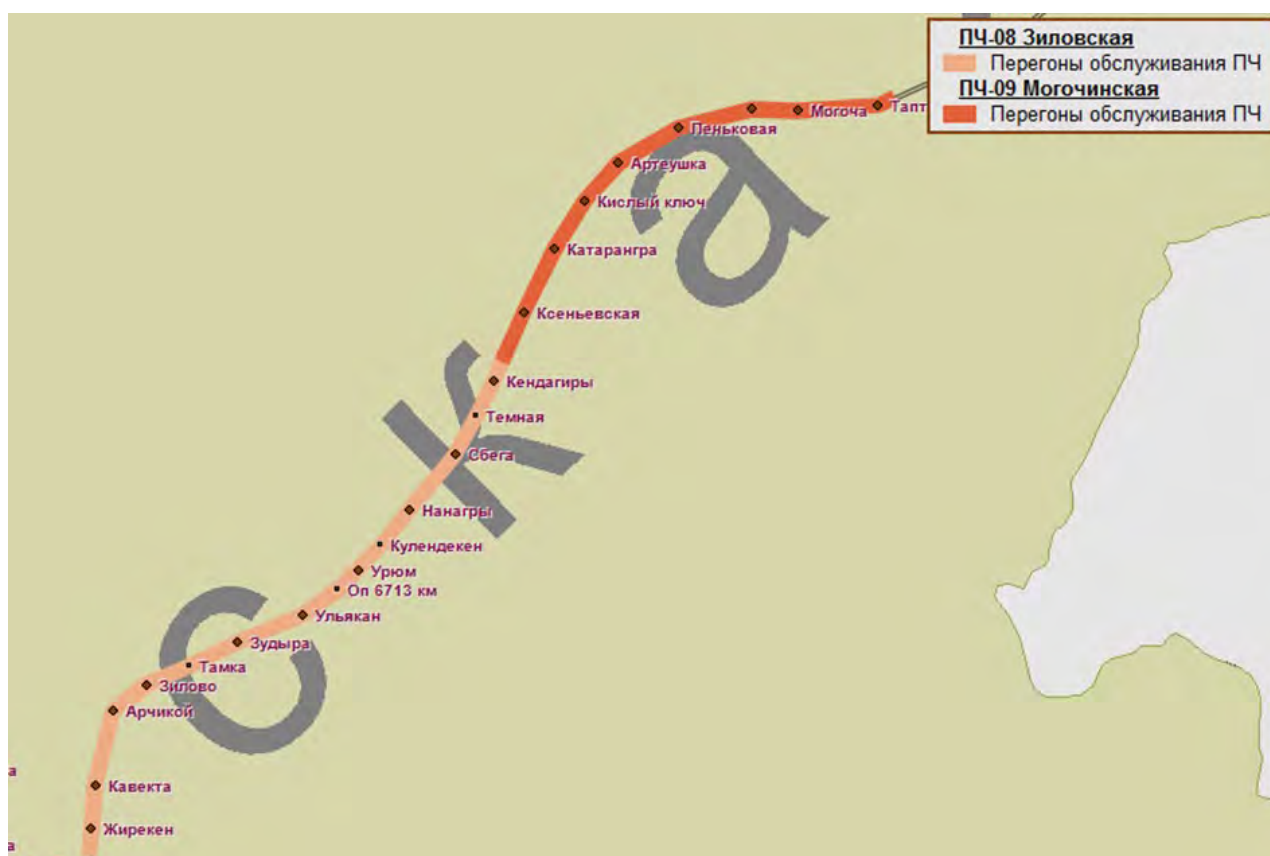 ПЧ-08 Зиловская
Перегоны обслуживания ПЧ
ПЧ-09 Могочинская
Перегоны обслуживания ПЧ
Тапт
Могоча
Пеньковая
Артеушка
Кислый ключ
Катарангра
Ксеньевская
Кендагиры
Темная
Сбега
Нанагры
Кулендекен
Урюм
Оп 6713 км
Ульякан
Зудыра
Тамка
Зилово
Арчикой
а
Кавекта
Жирекен
а
с к а